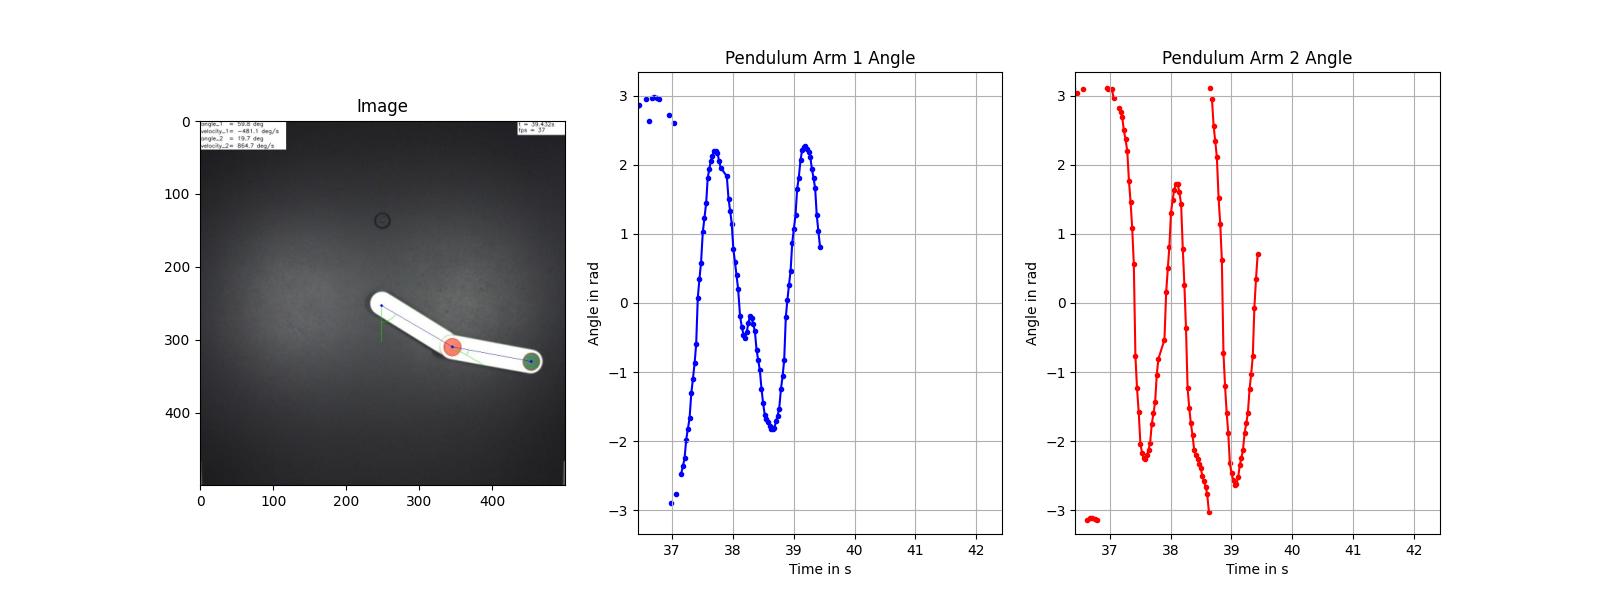 Image
angle_1 = 59.8 deg
velocity_1= -481.1 deg/s
angle_2 = 19.7 deg
velocity_2= 864.7 deg/s
t = 39.432s
fps = 37
0
100
200
300
400
0 100 200 300 400
Pendulum Arm 1 Angle
Angle in rad
3
2
1
0
−1
−2
−3
37 38 39 40 41 42
Time in s
Pendulum Arm 2 Angle
Angle in rad
3
2
1
0
−1
−2
−3
37 38 39 40 41 42
Time in s